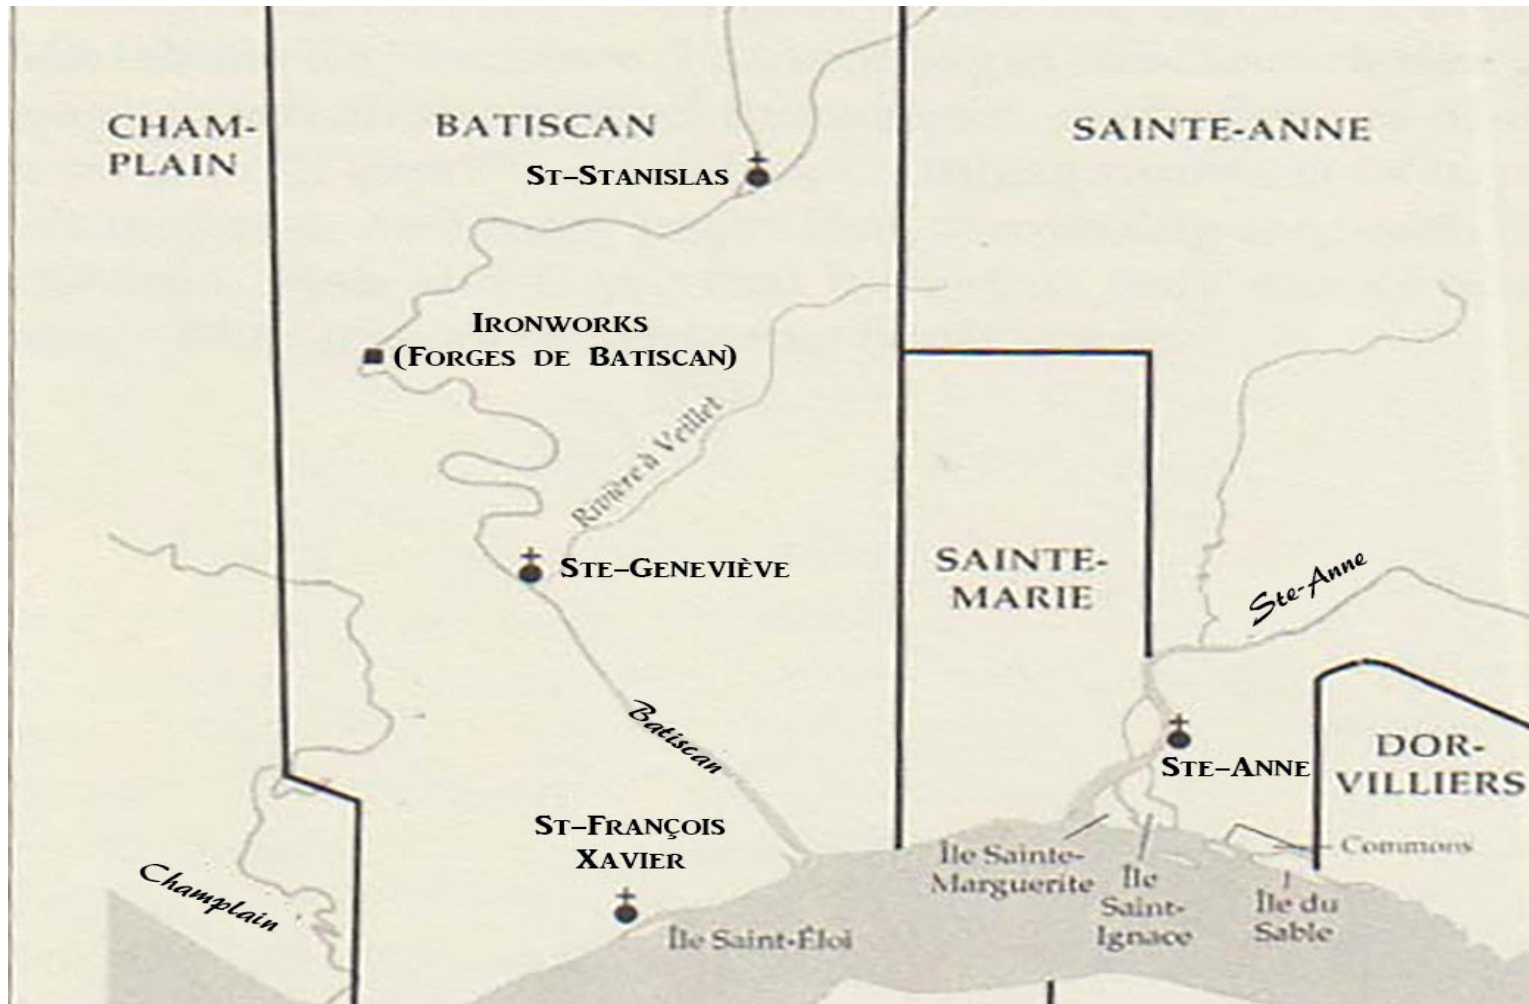 CHAM-
PLAIN
BATISCAN
SAINTE-ANNE
ST-STANISLAS
IRONWORKS
(FORGES DE BATISCAN)
Rivière à Veillet
STE-GENEVIÈVE
SAINTE-
MARIE
Ste-Anne
Batiscan
STE-ANNE
DOR-
VILLIERS
ST-FRANÇOIS
XAVIER
Champlain
Île Saint-Éloi
Île Sainte-
Marguerite
Île
Saint-
Ignace
Île du
Sable
Commons